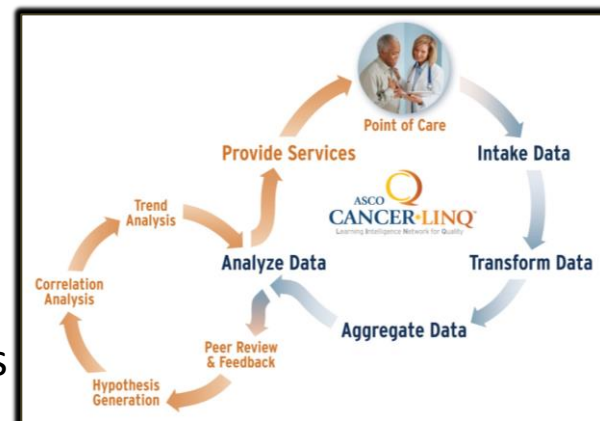 Point of Care
Provide Services
Intake Data
ASCO
CANCER LINQ
Learning Intelligence Network for Quality
Trend
Analysis
Analyze Data
Transform Data
Correlation
Analysis
Aggregate Data
Peer Review
& Feedback
Hypothesis
Generation
s